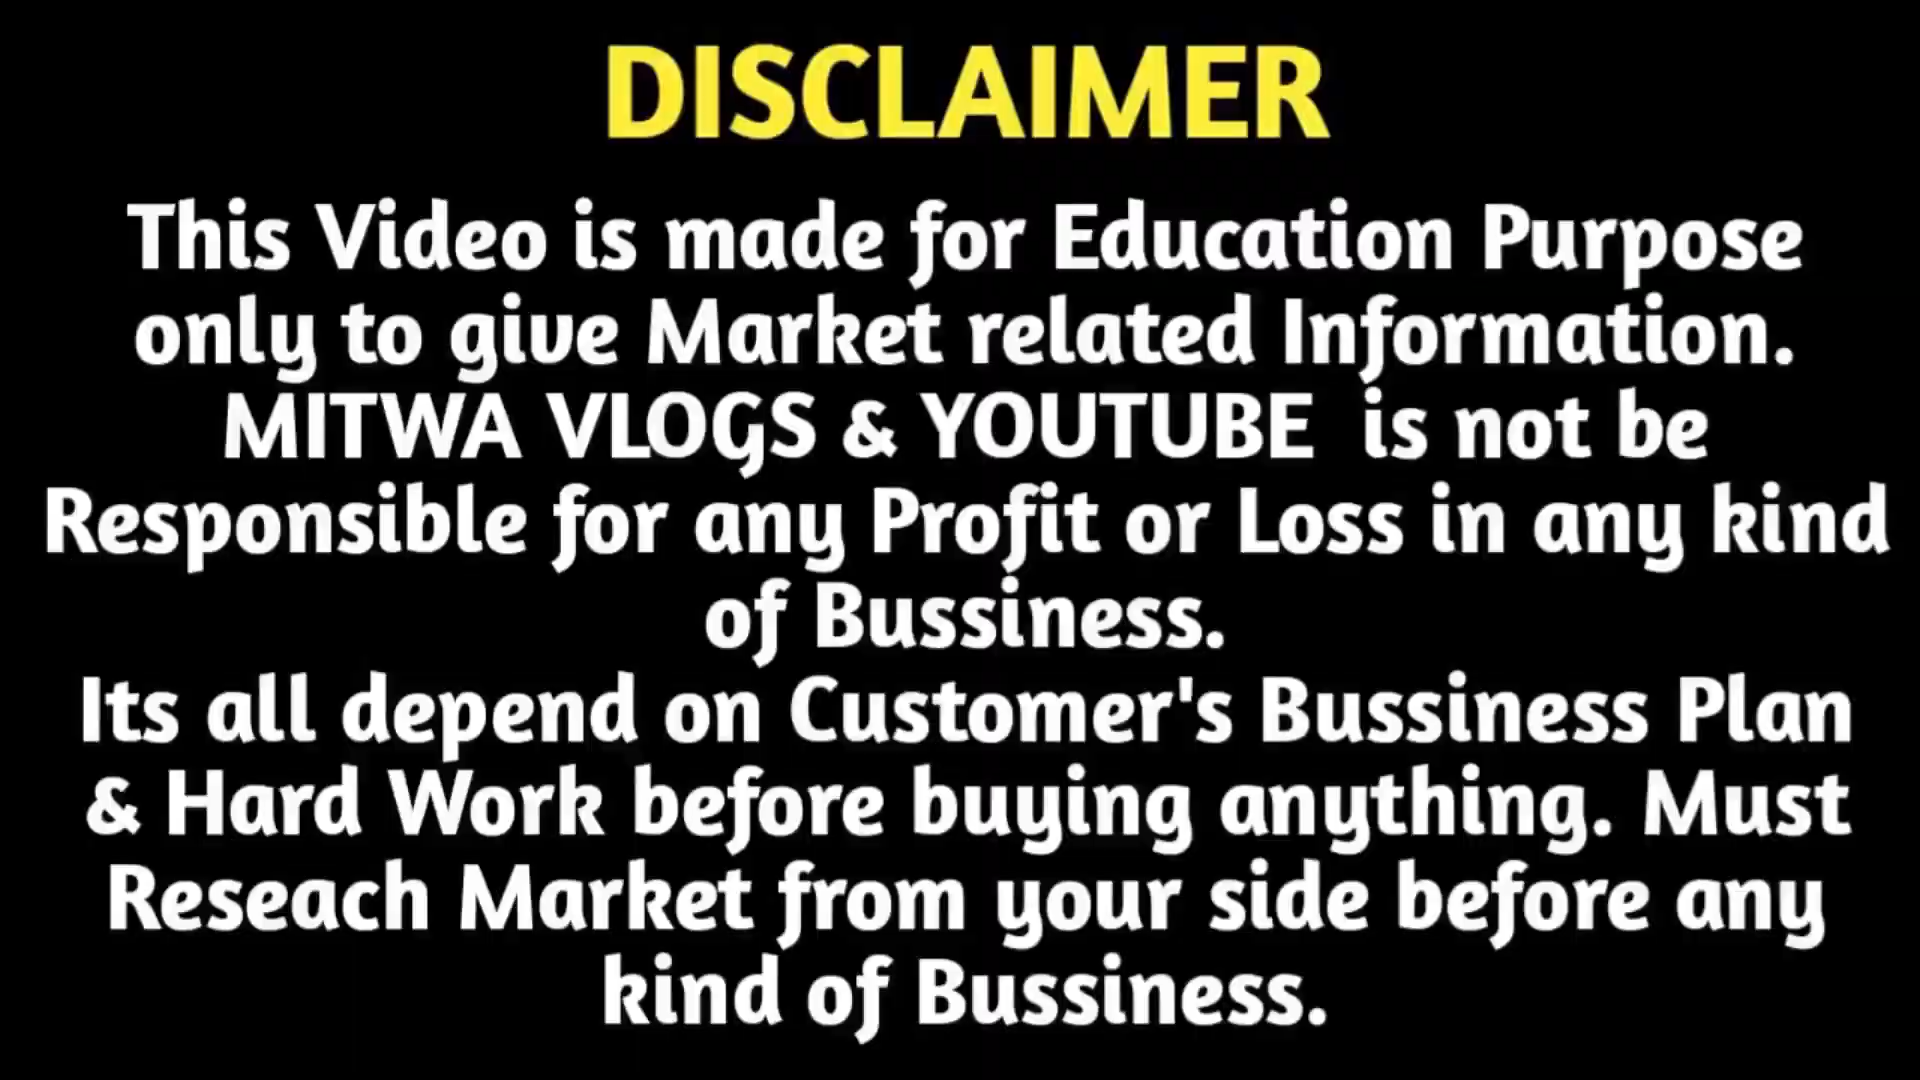 DISCLAIMER
This Video is made for Education Purpose
only to give Market related Information.
MITWA VLOGS & YOUTUBE is not be
Responsible for any Profit or Loss in any kind
of Bussiness.
Its all depend on Customer's Bussiness Plan
& Hard Work before buying anything. Must
Reseach Market from your side before any
kind of Bussiness.